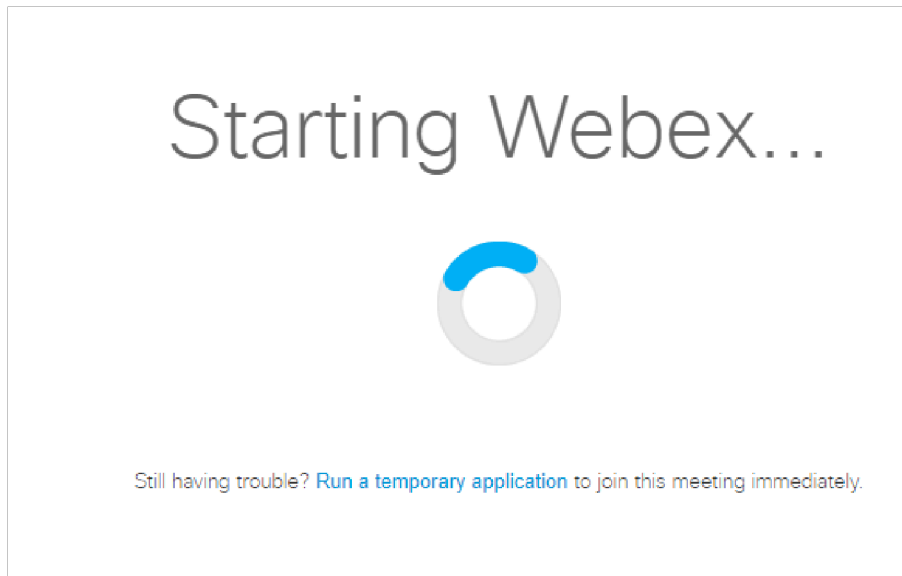 Starting Webex...
Still having trouble? Run a temporary application to join this meeting immediately.